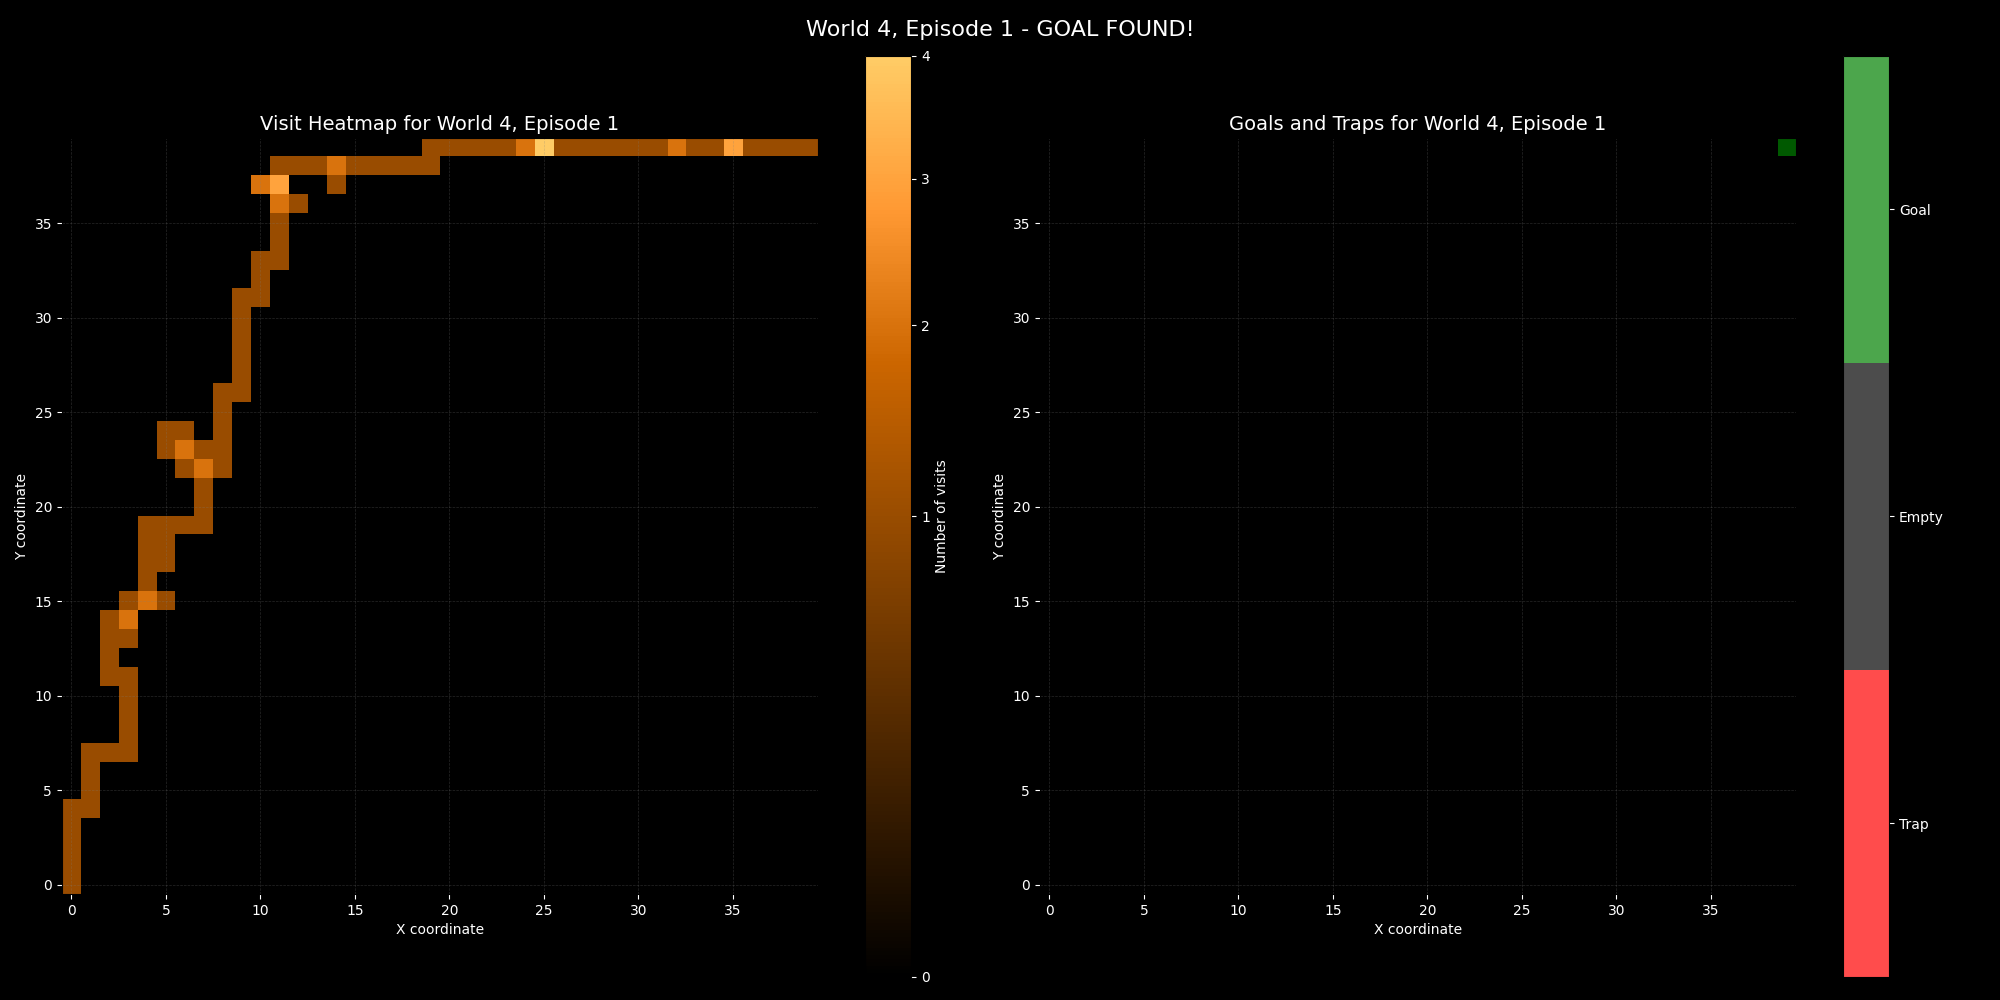 World 4, Episode 1 - GOAL FOUND!
Visit Heatmap for World 4, Episode 1
Y coordinate
35
30
25
20
15
10
5
0
0 5 10 15 20 25 30 35
X coordinate
4
3
2
1
0
Number of visits
Goals and Traps for World 4, Episode 1
Y coordinate
35
30
25
20
15
10
5
0
0 5 10 15 20 25 30 35
X coordinate
Goal
Empty
Trap